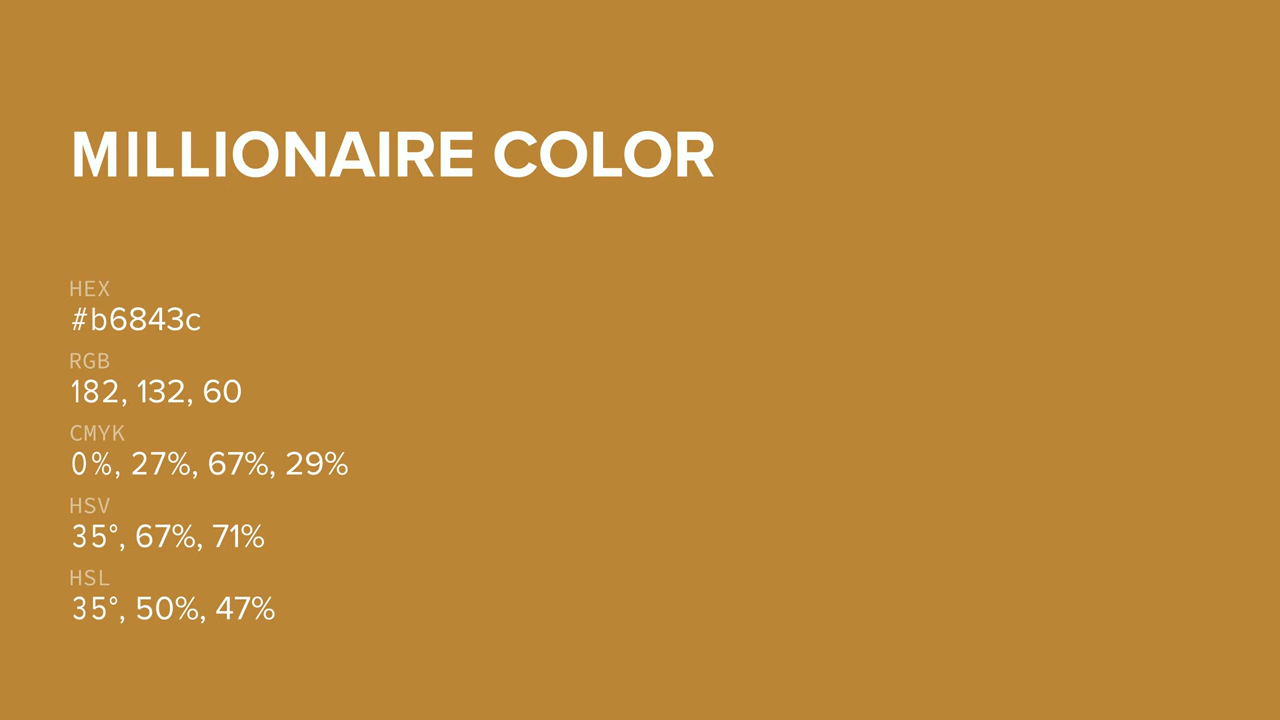 MILLIONAIRE COLOR
HEX
#b6843c
RGB
182, 132, 60
CMYK
0%, 27%, 67%, 29%
HSV
35°, 67%, 71%
HSL
35°, 50%, 47%